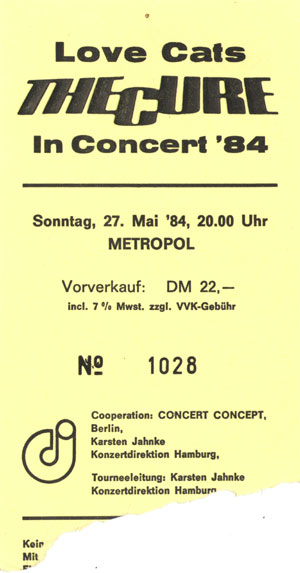 Love Cats
THE CURE
In Concert '84
Sonntag, 27. Mai '84, 20.00 Uhr
METROPOL
Vorverkauf: DM 22,—
incl. 7 % Mwst. zzgl. VVK-Gebühr
Nº 1028
Cooperation: CONCERT CONCEPT,
Berlin,
Karsten Jahnke
Konzertdirektion Hamburg,
Tourneeleitung: Karsten Jahnke
Konzertdirektion Hamburg
Kein
Mit